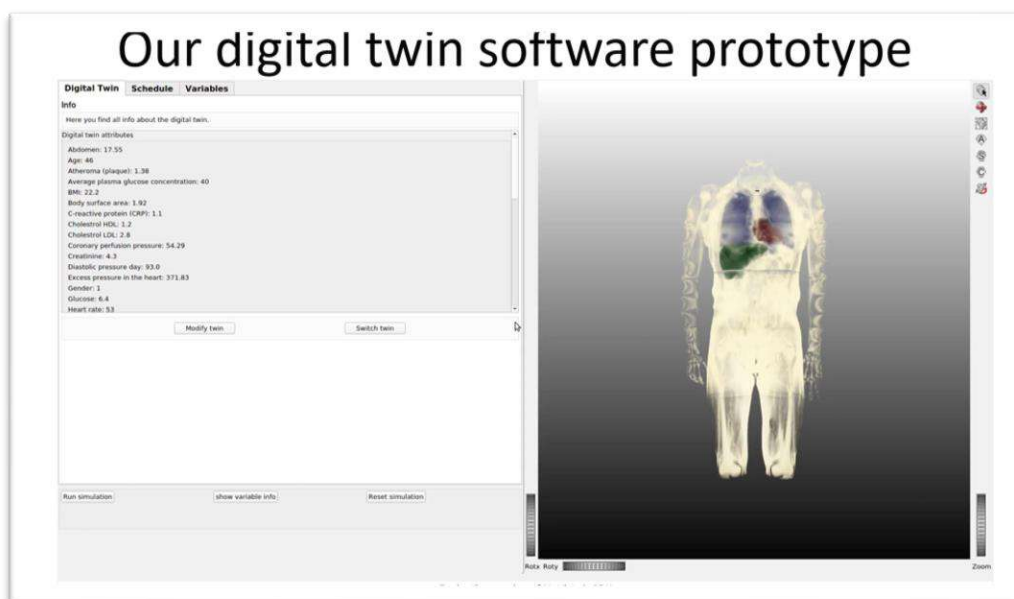 Our digital twin software prototype
Digital Twin Schedule Variables
Info
Here you find all info about the digital twin.
Digital twin attributes
Abdomen: 17.55
Age: 46
Atheroma (plaque): 1.38
Average plasma glucose concentration: 40
BMI: 22.2
Body surface area: 1.92
C-reactive protein (CRP): 1.1
Cholestrol HDL: 1.2
Cholestrol LDL: 2.8
Coronary perfusion pressure: 54.29
Creatinine: 4.3
Diastolic pressure day: 93.0
Excess pressure in the heart: 371.83
Gender: 1
Glucose: 6.4
Heart rate: 53
Modify twin Switch twin
Run simulation show variable info Reset simulation
Rotx Roty Zoom